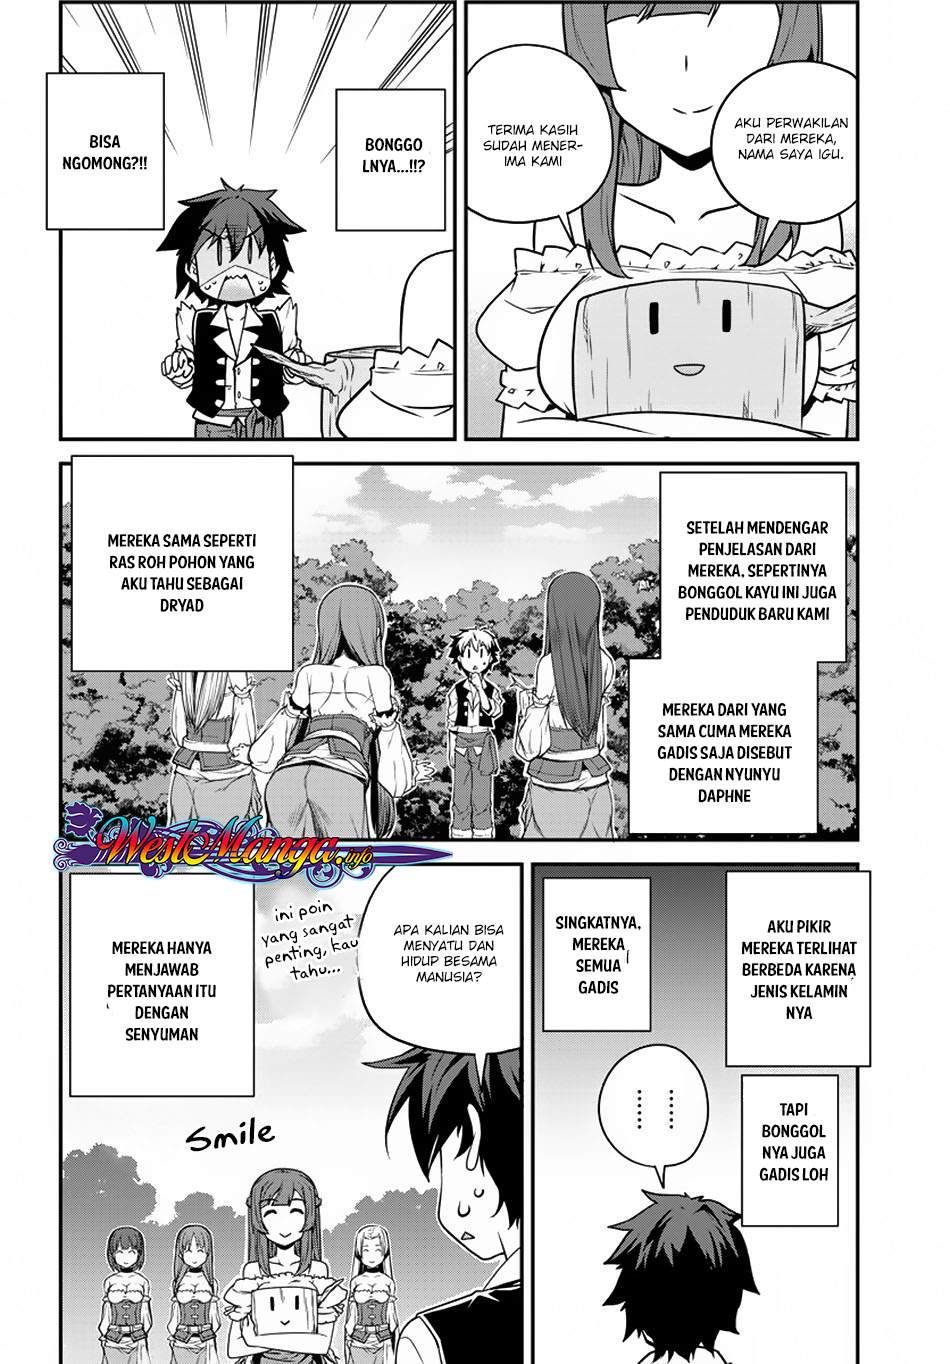 AKU PERWAKILAN
DARI MEREKA,
NAMA SAYA IGU.
TERIMA KASIH
SUDAH MENER-
IMA KAMI
BONGGO
LNYA...!!?
BISA
NGOMONG?!!
SETELAH MENDENGAR
PENJELASAN DARI
MEREKA, SEPERTINYA
BONGGOL KAYU INI JUGA
PENDUDUK BARU KAMI
MEREKA DARI YANG
SAMA CUMA MEREKA
GADIS SAJA DISEBUT
DENGAN NYUNYU
DAPHNE
MEREKA SAMA SEPERTI
RAS ROH POHON YANG
AKU TAHU SEBAGAI
DRYAD
WestManga.info
AKU PIKIR
MEREKA TERLIHAT
BERBEDA KARENA
JENIS KELAMIN
NYA
TAPI
BONGGOL
NYA JUGA
GADIS LOH
SINGKATNYA,
MEREKA
SEMUA
GADIS
APA KALIAN BISA
MENYATU DAN
HIDUP BESAMA
MANUSIA?
ini poin
yang sangat
penting, kau
tahu...
MEREKA HANYA
MENJAWAB
PERTANYAAN ITU
DENGAN
SENYUMAN
Smile